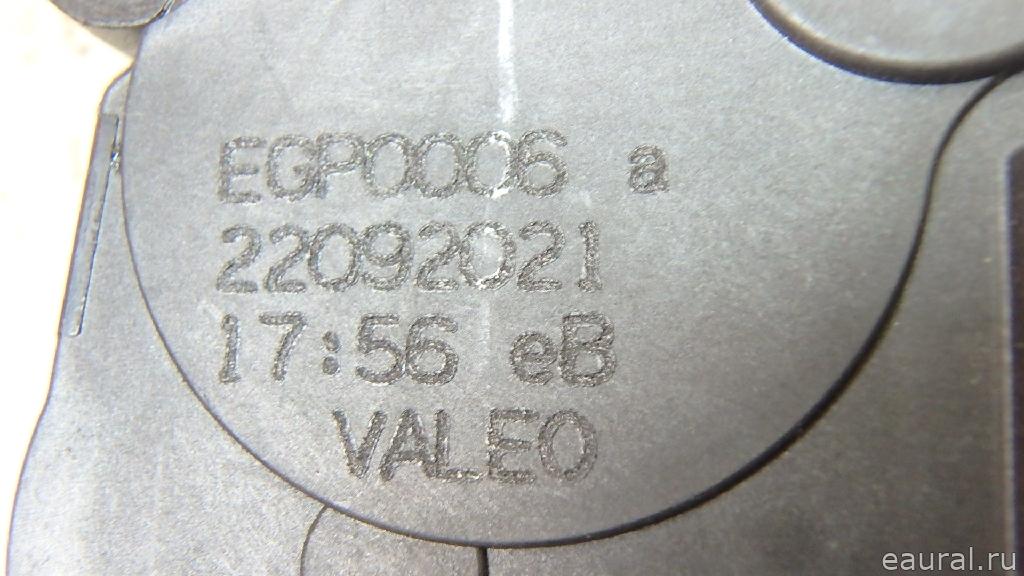 EGP0006 a
22092021
17:56 eB
VALEO
eaural.ru